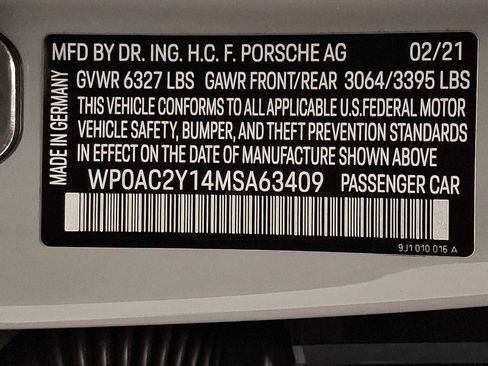 MFD BY DR. ING. H.C. F. PORSCHE AG 02/21
GVWR 6327 LBS GAWR FRONT/REAR 3064/3395 LBS
THIS VEHICLE CONFORMS TO ALL APPLICABLE U.S.FEDERAL MOTOR
VEHICLE SAFETY, BUMPER, AND THEFT PREVENTION STANDARDS
IN EFFECT ON THE DATE OF MANUFACTURE SHOWN ABOVE
WP0AC2Y14MSA63409 PASSENGER CAR
9J1 010 016 A
MADE IN GERMANY